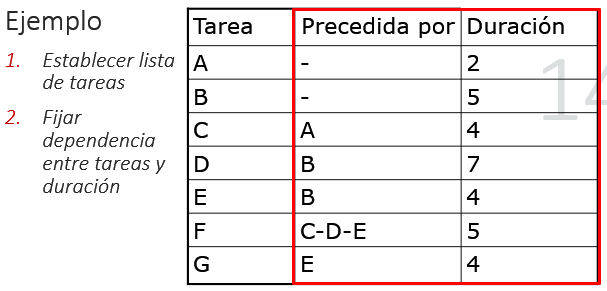 Ejemplo
1. Establecer lista
de tareas
2. Fijar
dependencia
entre tareas y
duración
Tarea Precedida por Duración
A - 2
B - 5
C A 4
D B 7
E B 4
F C-D-E 5
G E 4
14